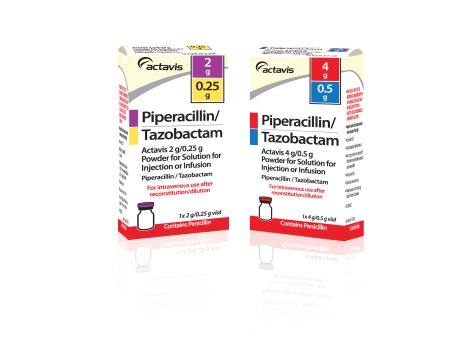 actavis
2
g
0.25
g
Piperacillin/
Tazobactam
Actavis 2 g/0.25 g
Powder for Solution for
Injection or Infusion
Piperacillin / Tazobactam
For intravenous use after
reconstitution/dilution
1x 2 g/0.25 g vial
Contains Penicillin
actavis
4
g
0.5
g
Piperacillin/
Tazobactam
Actavis 4 g/0.5 g
Powder for Solution for
Injection or Infusion
Piperacillin / Tazobactam
For intravenous use after
reconstitution/dilution
1x 4 g/0.5 g vial
Contains Penicillin